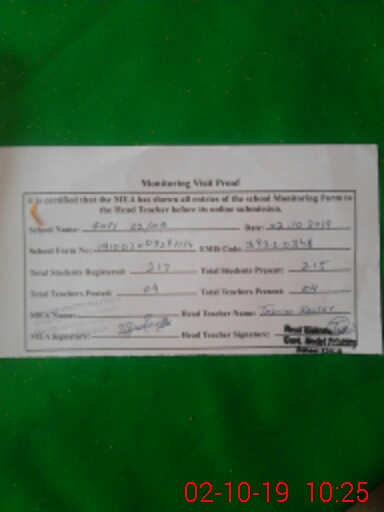 Monitoring Visit Proof
It is certified that the MEA has shown all entries of the school Monitoring Form to
the Head Teacher before its online submission.
School Name: Date: 02.10.2019
School Form No: EMIS Code:
Total Students Registered: 217 Total Students Present: 215
Total Teachers Posted: 04 Total Teachers Present: 04
MEA Name: Head Teacher Name:
MEA Signature: Head Teacher Signature:
Govt. Model Primary
02-10-19 10:25